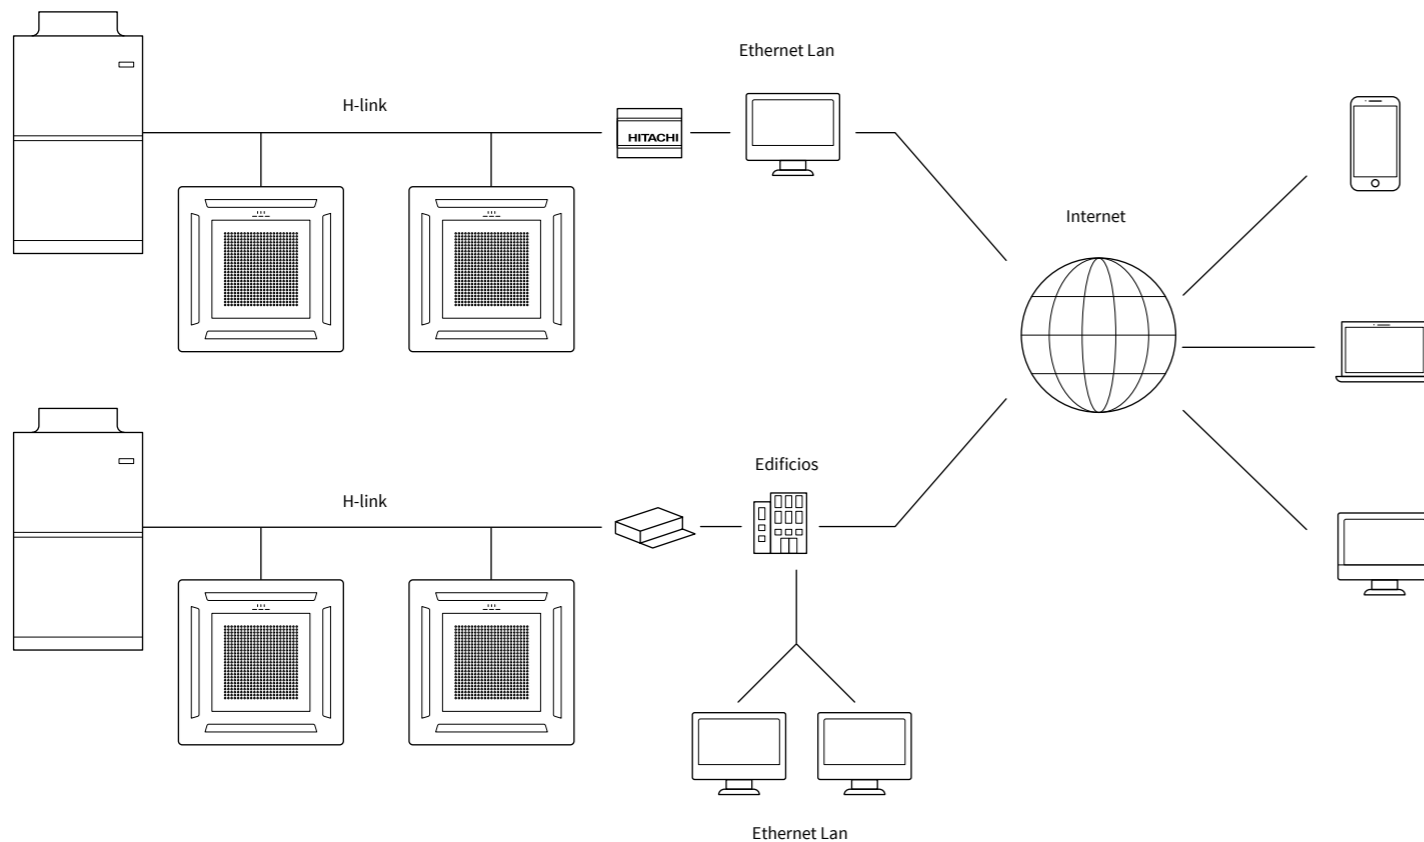 Ethernet Lan
H-link
HITACHI
Internet
Edificios
H-link
Ethernet Lan